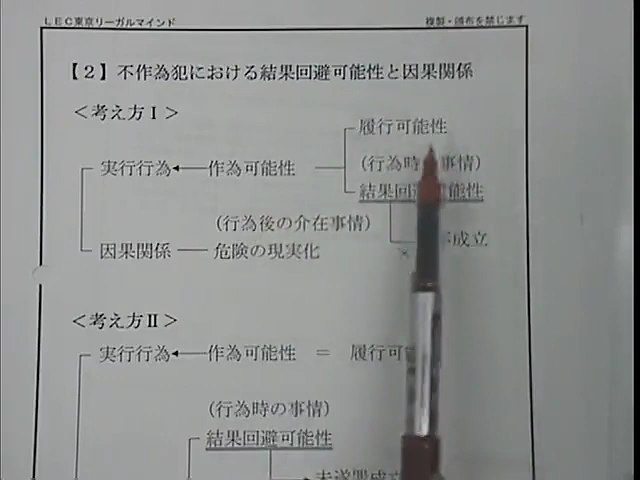 LEC東京リーガルマインド 複製・頒布を禁じます
【2】不作為犯における結果回避可能性と因果関係
＜考え方Ⅰ＞
履行可能性
実行行為 作為可能性 (行為時 事情)
結果回 能性
(行為後の介在事情)
因果関係 危険の現実化 成立
＜考え方Ⅱ＞
実行行為 作為可能性 ＝ 履行可
(行為時の事情)
結果回避可能性
未遂罪成立